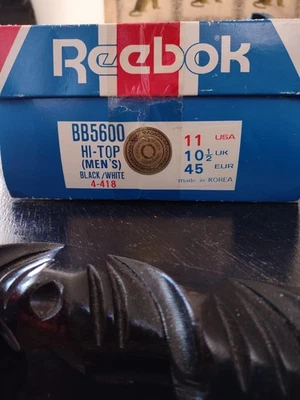 Reebok
BB5600
HI-TOP
(MEN'S)
BLACK/WHITE
4-418
11 USA
10½ UK
45 EUR
made in KOREA